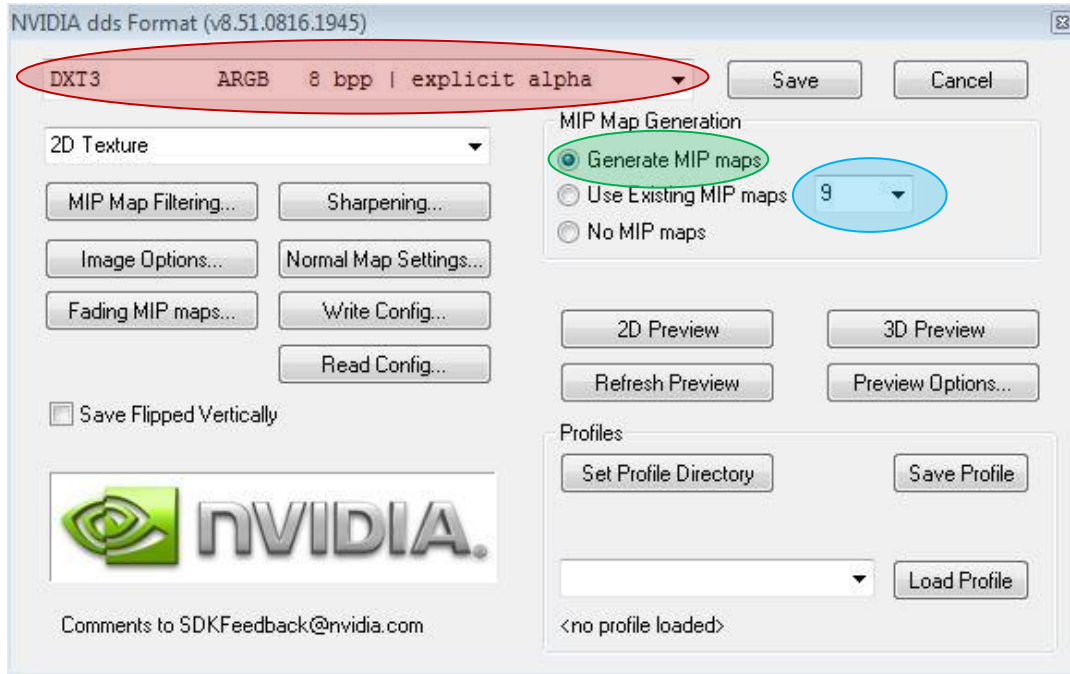 NVIDIA dds Format (v8.51.0816.1945)
DXT3 ARGB 8 bpp | explicit alpha
Save
Cancel
2D Texture
MIP Map Generation
Generate MIP maps
Use Existing MIP maps
9
No MIP maps
MIP Map Filtering...
Sharpening...
Image Options...
Normal Map Settings...
Fading MIP maps...
Write Config...
Read Config...
2D Preview
3D Preview
Refresh Preview
Preview Options...
Save Flipped Vertically
Profiles
Set Profile Directory
Save Profile
nVIDIA.
Load Profile
Comments to SDKFeedback@nvidia.com
<no profile loaded>